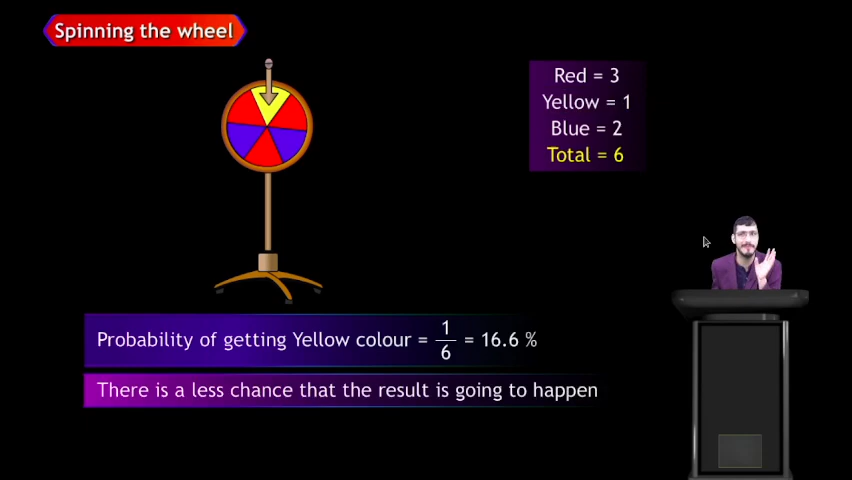 Spinning the wheel
Red = 3
Yellow = 1
Blue = 2
Total = 6
Probability of getting Yellow colour = 1/6 = 16.6 %
There is a less chance that the result is going to happen